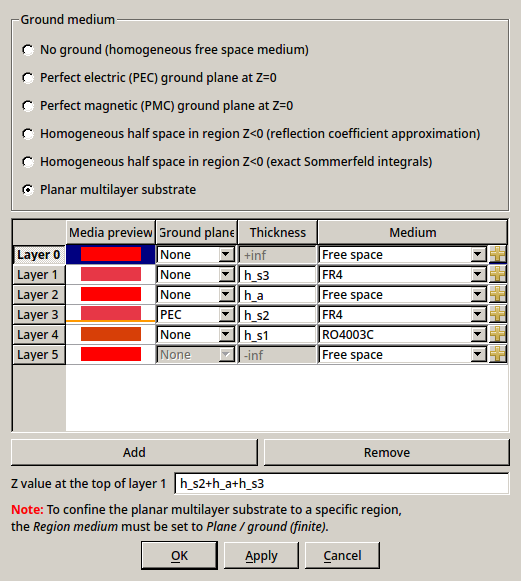 Ground medium
No ground (homogeneous free space medium)
Perfect electric (PEC) ground plane at Z=0
Perfect magnetic (PMC) ground plane at Z=0
Homogeneous half space in region Z<0 (reflection coefficient approximation)
Homogeneous half space in region Z<0 (exact Sommerfeld integrals)
Planar multilayer substrate
Media preview Ground plane Thickness Medium
Layer 0 None +inf Free space
Layer 1 None h_s3 FR4
Layer 2 None h_a Free space
Layer 3 PEC h_s2 FR4
Layer 4 None h_s1 RO4003C
Layer 5 None -inf Free space
Add Remove
Z value at the top of layer 1 h_s2+h_a+h_s3
Note: To confine the planar multilayer substrate to a specific region,
the Region medium must be set to Plane / ground (finite).
OK Apply Cancel